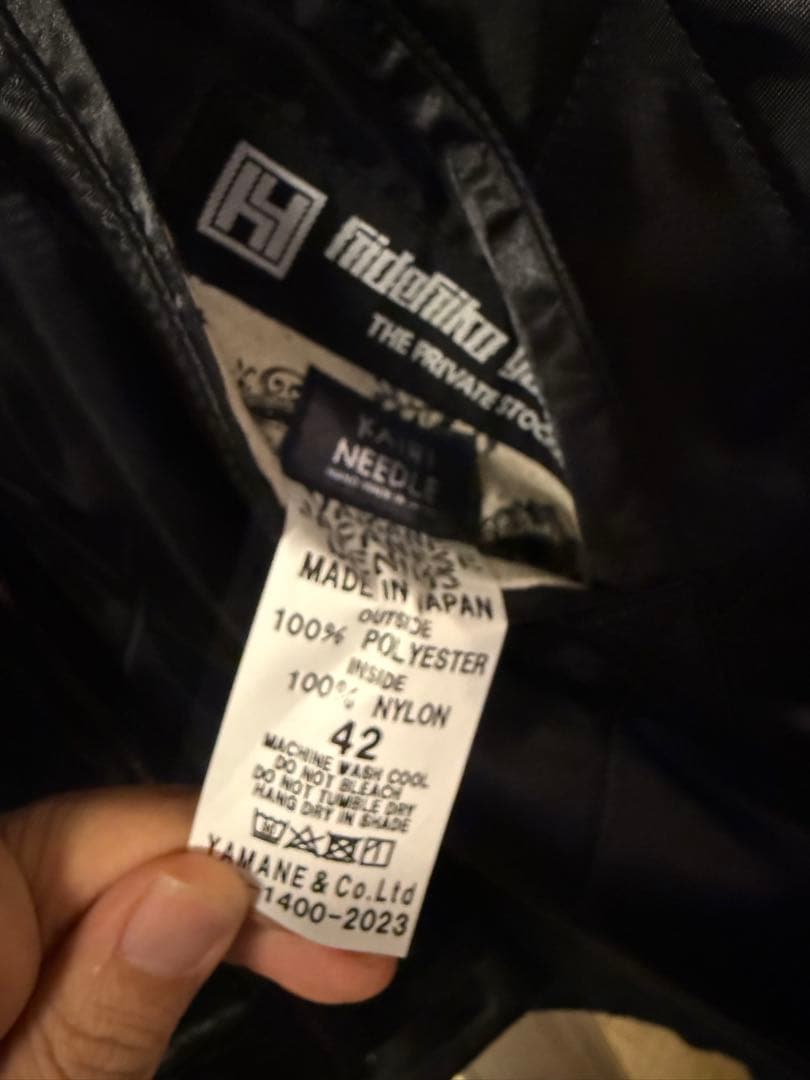 HidehikO
THE PRIVATE STOCK
NEEDLE
MADE IN JAPAN
OUTSIDE
100% POLYESTER
INSIDE
100% NYLON
42
MACHINE WASH COOL
DO NOT BLEACH
DO NOT TUMBLE DRY
HANG DRY IN SHADE
YAMANE & Co.Ltd
1400-2023